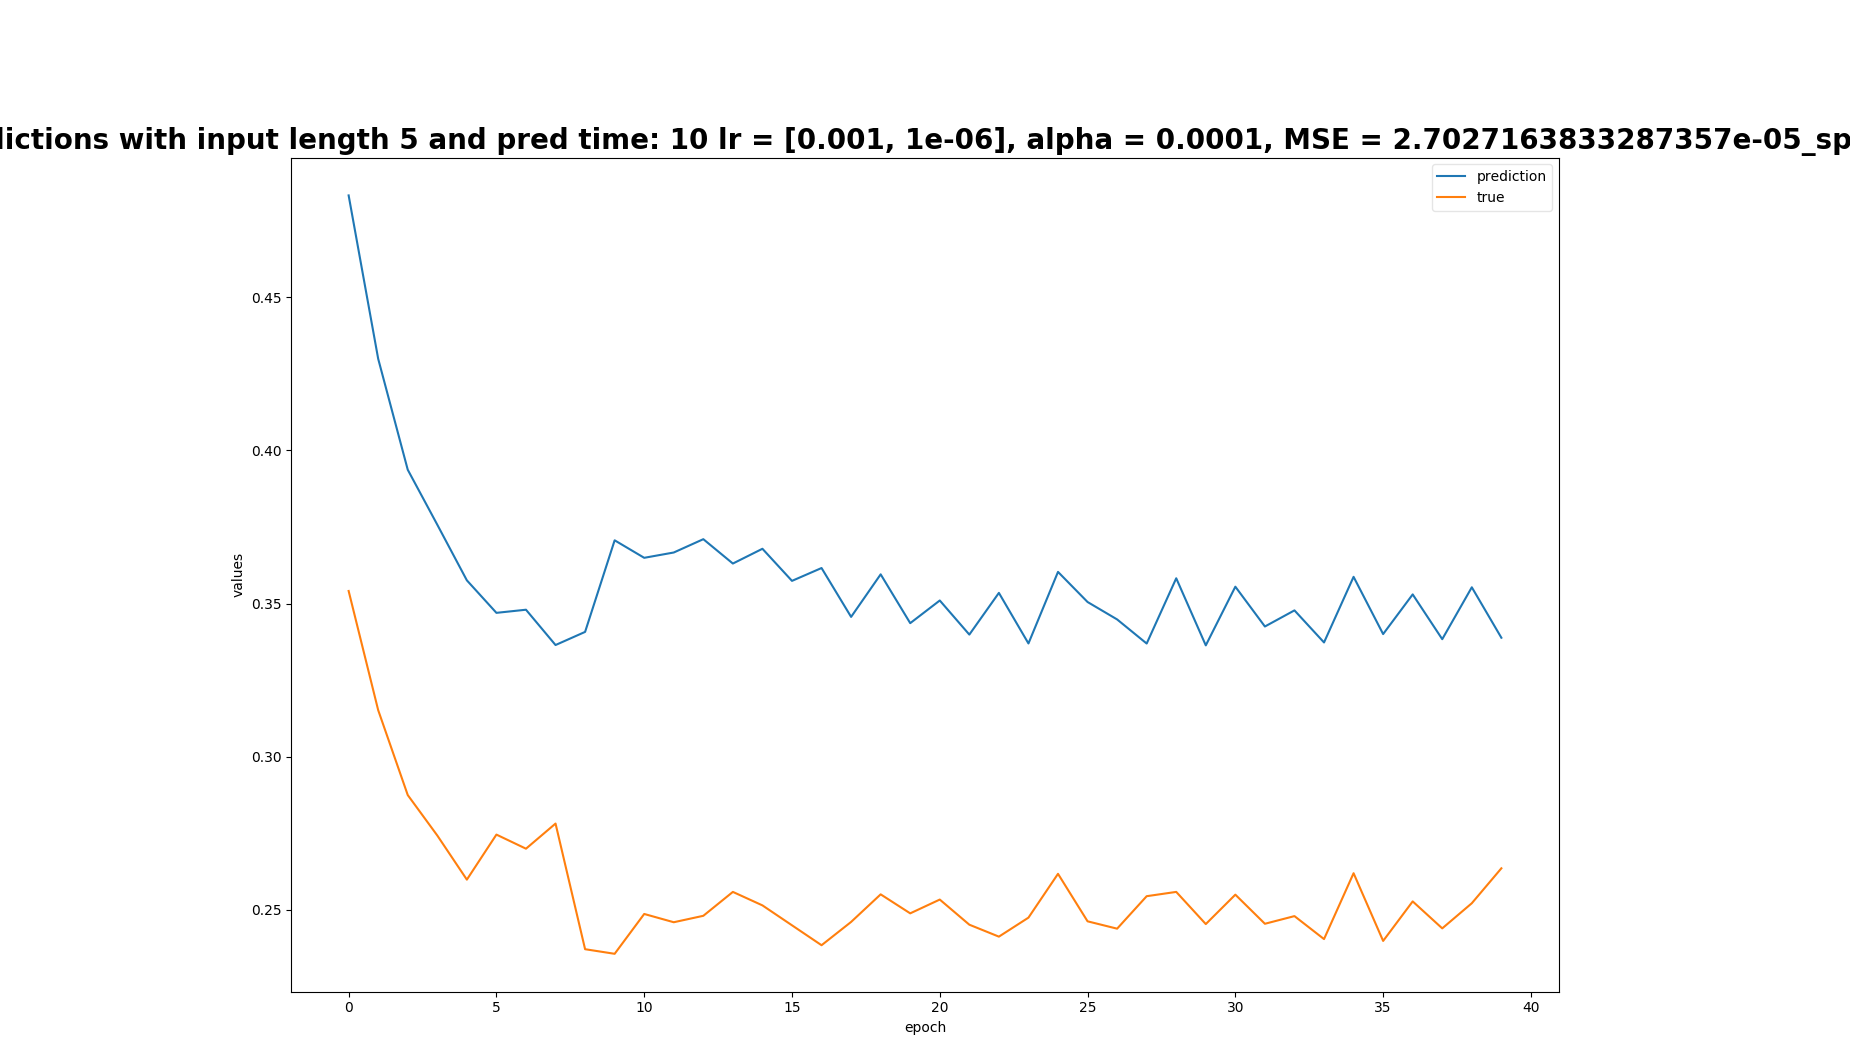 dictions with input length 5 and pred time: 10 lr = [0.001, 1e-06], alpha = 0.0001, MSE = 2.7027163833287357e-05_sp
prediction
true
0.45
0.40
0.35
0.30
0.25
values
0 5 10 15 20 25 30 35 40
epoch